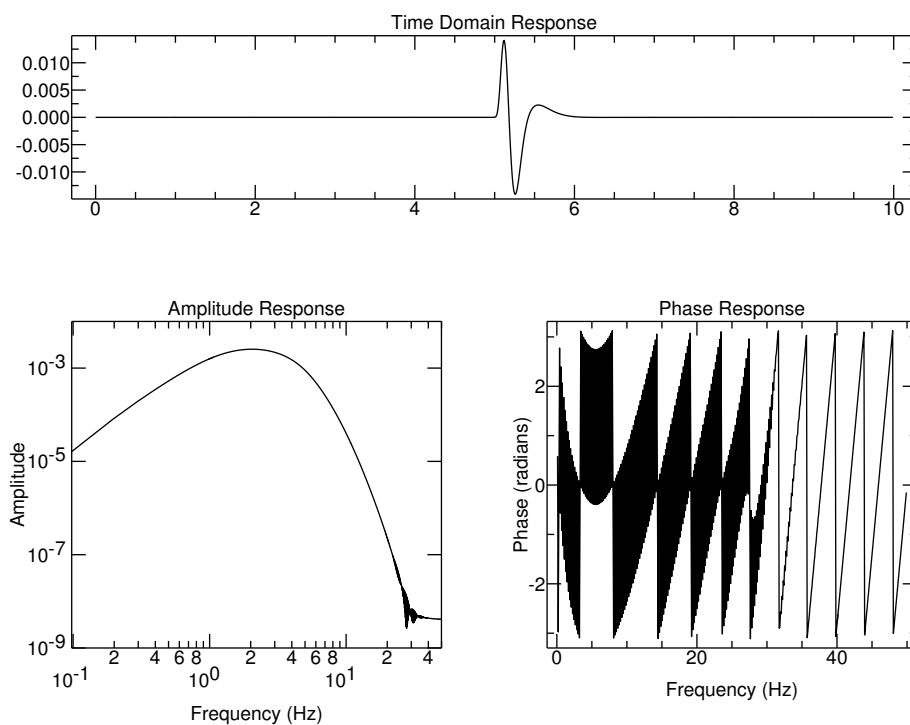 Time Domain Response
0.010
0.005
0.000
-0.005
-0.010
0 2 4 6 8 10
Amplitude Response
10-3
10-5
10-7
10-9
Amplitude
2 4 6 8 2 4 6 8 2 4
10-1 100 101
Frequency (Hz)
Phase Response
2
0
-2
Phase (radians)
0 20 40
Frequency (Hz)